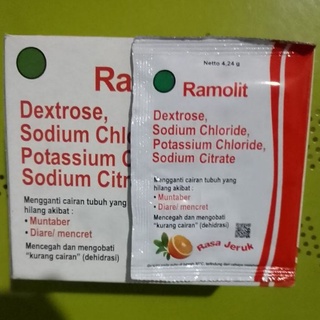 Ra
Dextrose,
Sodium Chl
Potassium C
Sodium Citr
Mengganti cairan tubuh yang
hilang akibat :
• Muntaber
• Diare/ mencret
Mencegah dan mengobati
"kurang cairan" (dehidrasi)
Netto 4,24 g
Ramolit
Dextrose,
Sodium Chloride,
Potassium Chloride,
Sodium Citrate
Mengganti cairan tubuh yang
hilang akibat :
• Muntaber
• Diare/ mencret
Mencegah dan mengobati
"kurang cairan" (dehidrasi)
Rasa Jeruk